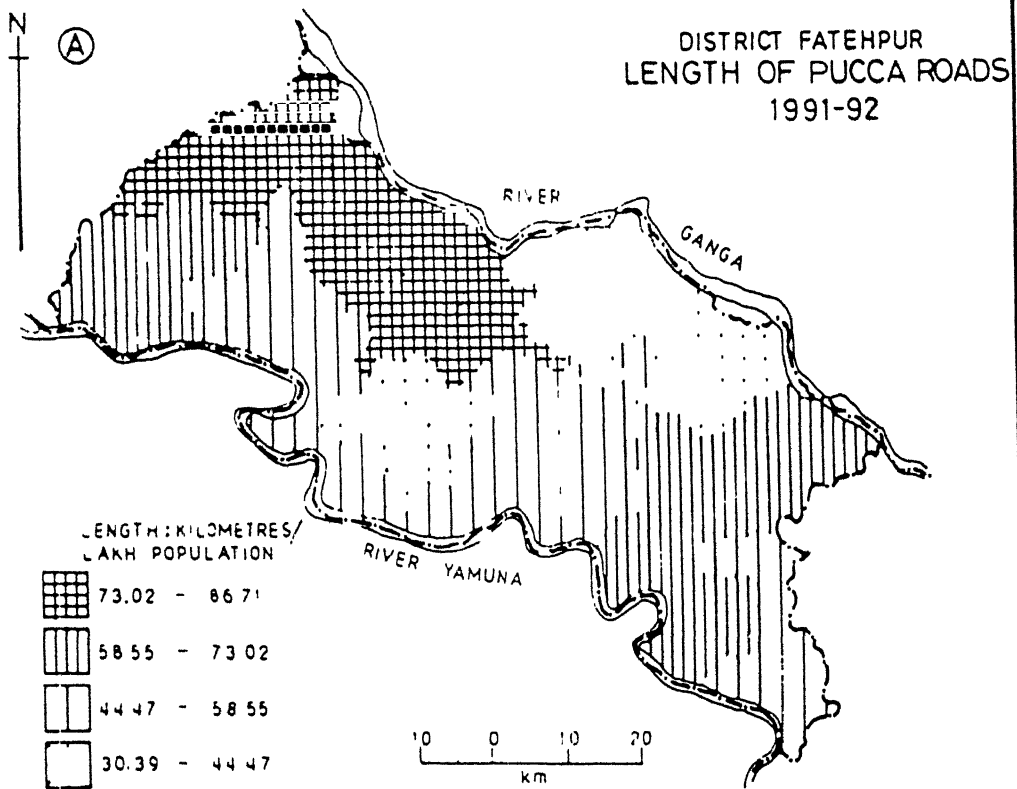 N
A
DISTRICT FATEHPUR
LENGTH OF PUCCA ROADS
1991-92
RIVER
GANGA
LENGTH:KILOMETRES/
LAKH POPULATION
RIVER YAMUNA
73.02 - 86 71
58 55 - 73 02
44 47 - 58 55
30.39 - 44 47
10 0 10 20
km